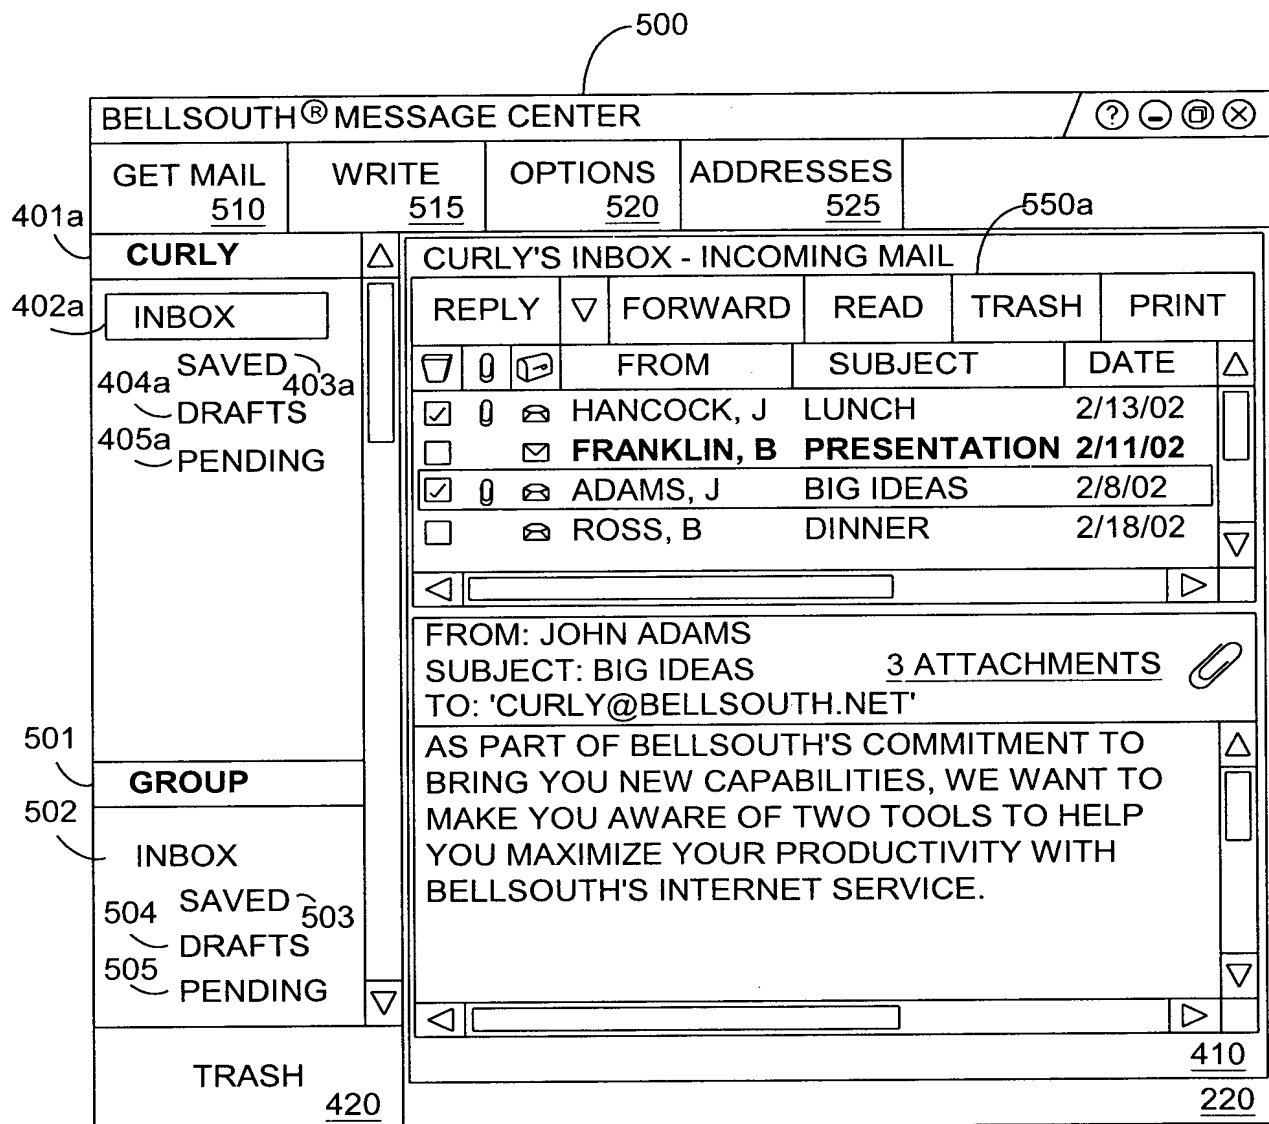 500
BELLSOUTH® MESSAGE CENTER ?
GET MAIL WRITE OPTIONS ADDRESSES
510 515 520 525
401a
550a
CURLY
CURLY'S INBOX - INCOMING MAIL
402a
INBOX
REPLY FORWARD READ TRASH PRINT
SAVED
403a
404a
DRAFTS
405a
PENDING
FROM SUBJECT DATE
HANCOCK, J LUNCH 2/13/02
FRANKLIN, B PRESENTATION 2/11/02
ADAMS, J BIG IDEAS 2/8/02
ROSS, B DINNER 2/18/02
FROM: JOHN ADAMS
SUBJECT: BIG IDEAS 3 ATTACHMENTS
TO: 'CURLY@BELLSOUTH.NET'
AS PART OF BELLSOUTH'S COMMITMENT TO
BRING YOU NEW CAPABILITIES, WE WANT TO
MAKE YOU AWARE OF TWO TOOLS TO HELP
YOU MAXIMIZE YOUR PRODUCTIVITY WITH
BELLSOUTH'S INTERNET SERVICE.
501
GROUP
502
INBOX
SAVED
503
504
DRAFTS
505
PENDING
410
TRASH
420
220